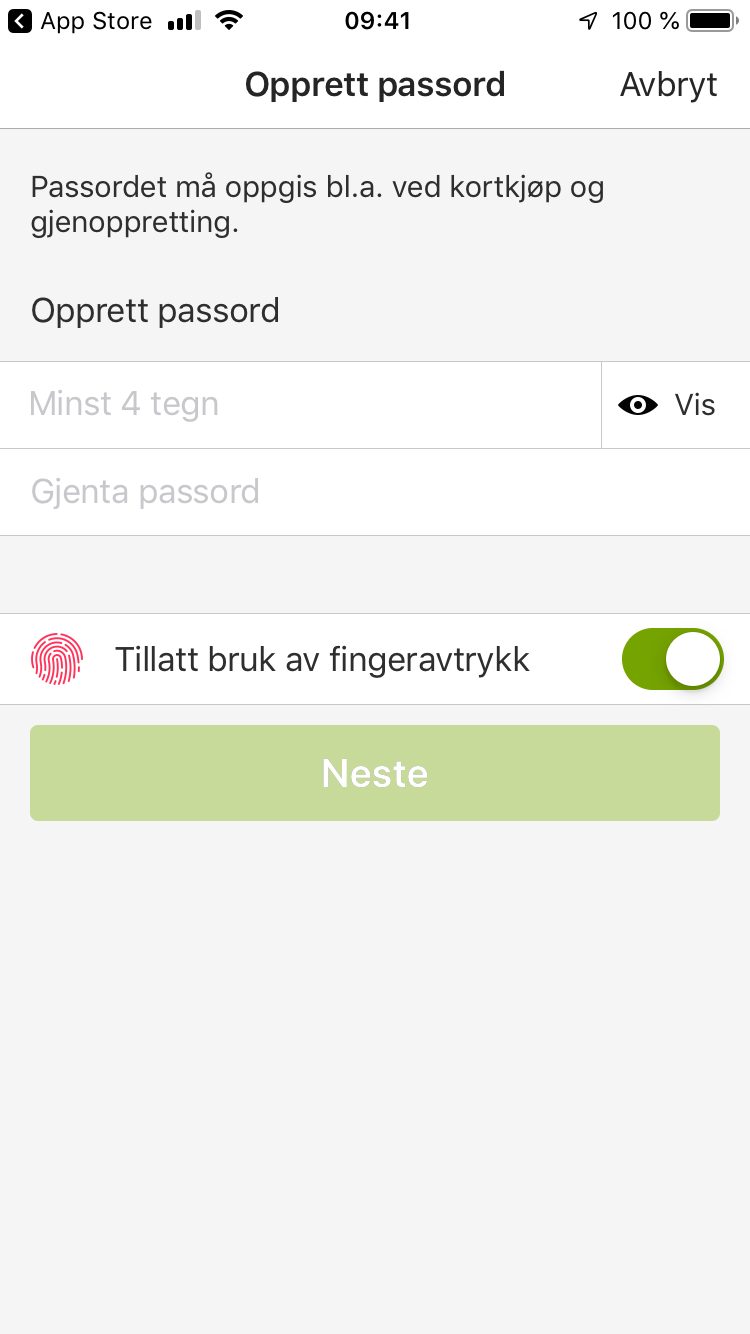 App Store 09:41 100 %
Opprett passord Avbryt
Passordet må oppgis bl.a. ved kortkjøp og
gjenoppretting.
Opprett passord
Minst 4 tegn Vis
Gjenta passord
Tillatt bruk av fingeravtrykk
Neste